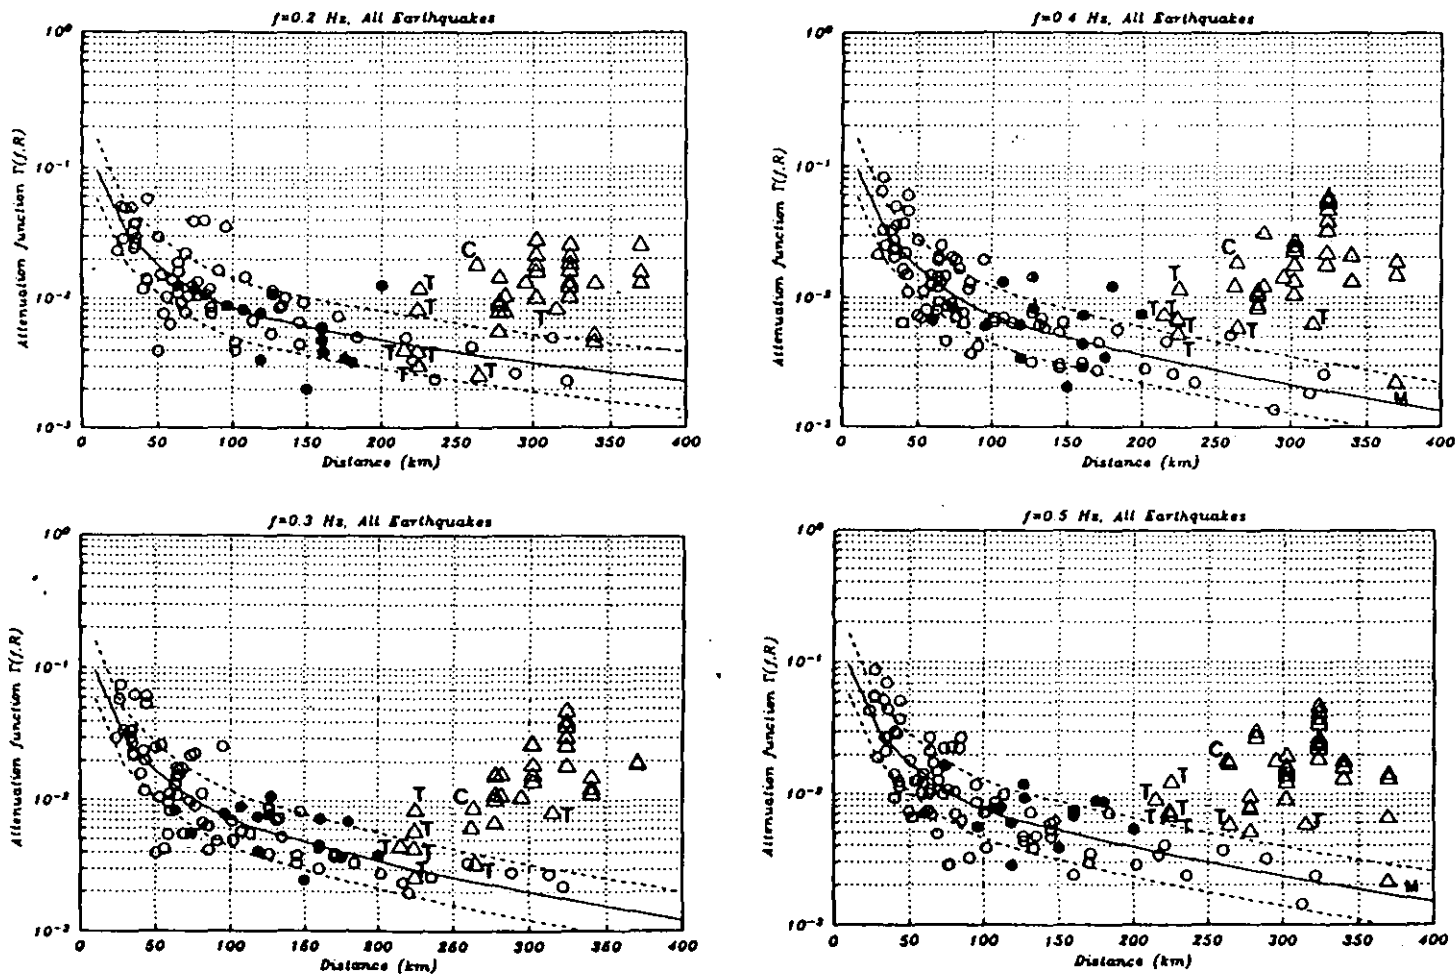 f=0.2 Hz, All Earthquakes
10⁰
10⁻¹
10⁻²
10⁻³
Attenuation function T(f,R)
C
T
T
T
T
T
T
T
0 50 100 150 200 250 300 350 400
Distance (km)
f=0.4 Hz, All Earthquakes
10⁰
10⁻¹
10⁻²
10⁻³
Attenuation function T(f,R)
C
T
T
T
T
T
T
T
M
0 50 100 150 200 250 300 350 400
Distance (km)
f=0.3 Hz, All Earthquakes
10⁰
10⁻¹
10⁻²
10⁻³
Attenuation function T(f,R)
T
C
T
T
T
T
T
T
0 50 100 150 200 250 300 350 400
Distance (km)
f=0.5 Hz, All Earthquakes
10⁰
10⁻¹
10⁻²
10⁻³
Attenuation function T(f,R)
C
T
T
T
T
T
T
M
0 50 100 150 200 250 300 350 400
Distance (km)